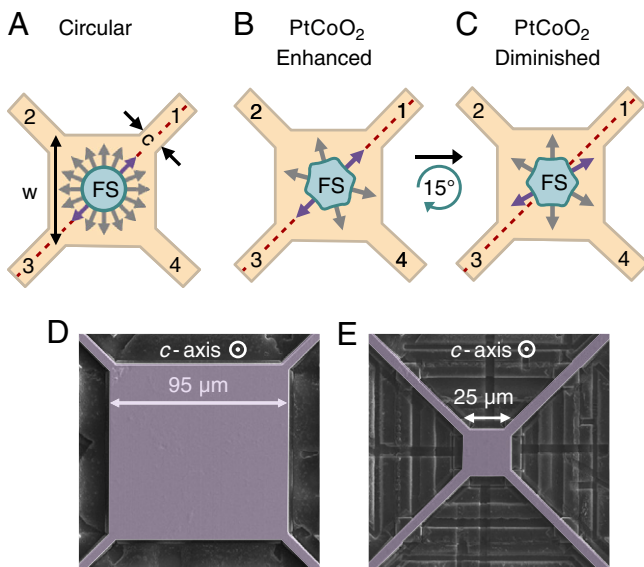 A
Circular
B
PtCoO₂
Enhanced
C
PtCoO₂
Diminished
2
1
c
w
FS
3
4
2
1
FS
3
4
15°
2
1
FS
3
4
D
c-axis
95 µm
E
c-axis
25 µm